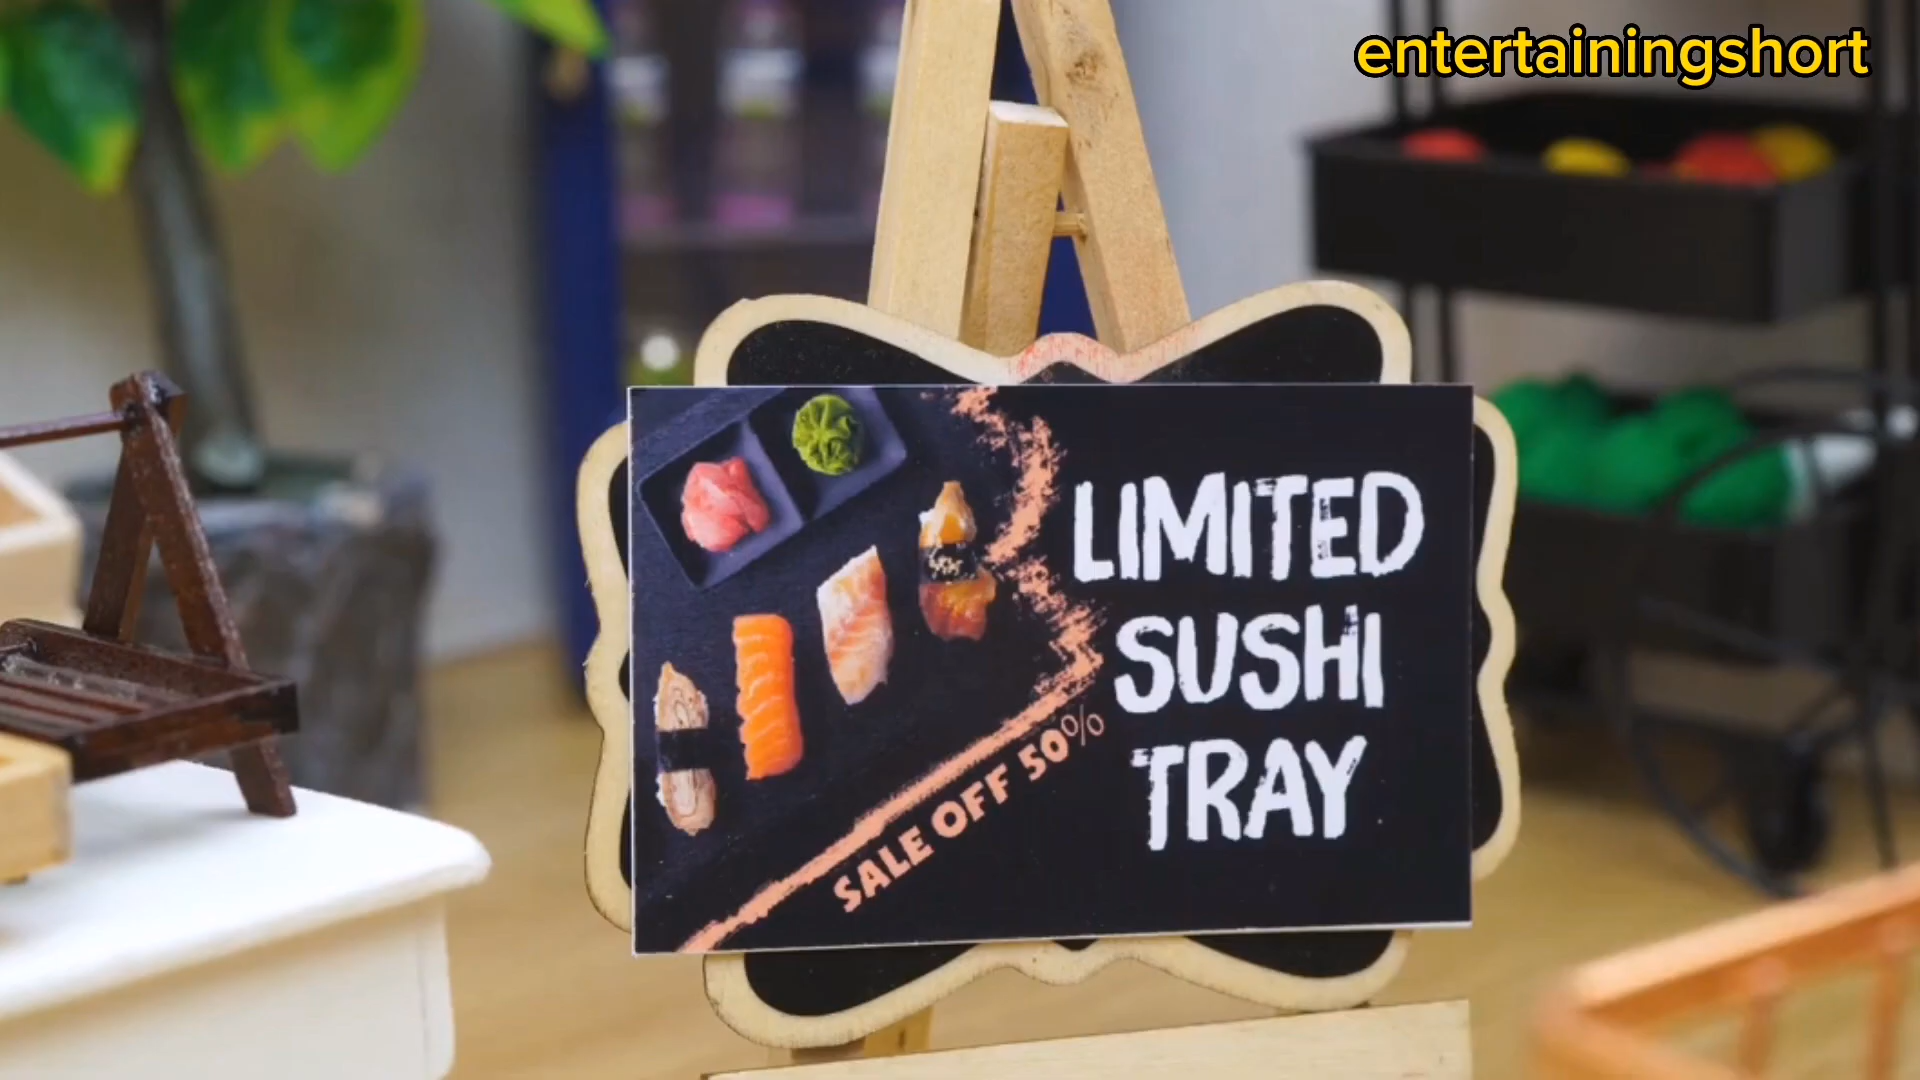 entertainingshort
LIMITED
SUSHI
TRAY
SALE OFF 50%